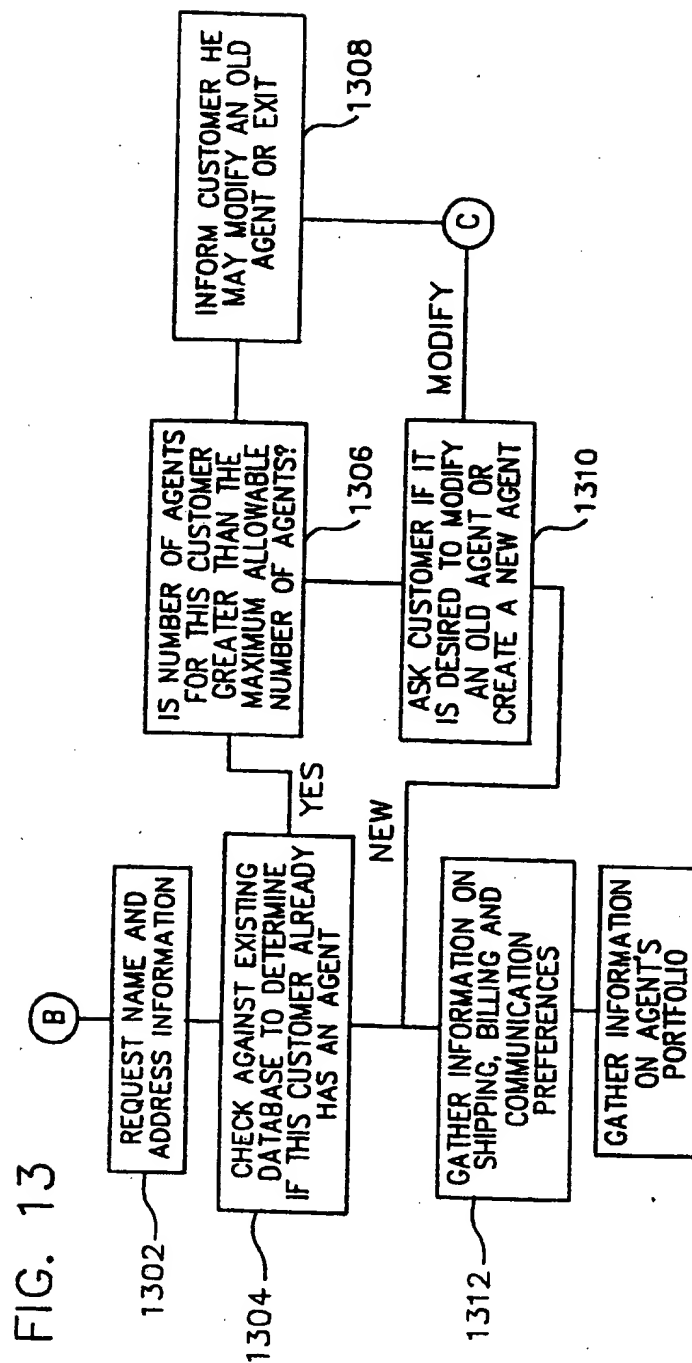 FIG. 13
B
REQUEST NAME AND
ADDRESS INFORMATION
1302
CHECK AGAINST EXISTING
DATABASE TO DETERMINE
IF THIS CUSTOMER ALREADY
HAS AN AGENT
1304
YES
IS NUMBER OF AGENTS
FOR THIS CUSTOMER
GREATER THAN THE
MAXIMUM ALLOWABLE
NUMBER OF AGENTS?
1306
INFORM CUSTOMER HE
MAY MODIFY AN OLD
AGENT OR EXIT
1308
NEW
ASK CUSTOMER IF IT
IS DESIRED TO MODIFY
AN OLD AGENT OR
CREATE A NEW AGENT
1310
MODIFY
C
GATHER INFORMATION ON
SHIPPING, BILLING AND
COMMUNICATION
PREFERENCES
1312
GATHER INFORMATION
ON AGENT'S
PORTFOLIO